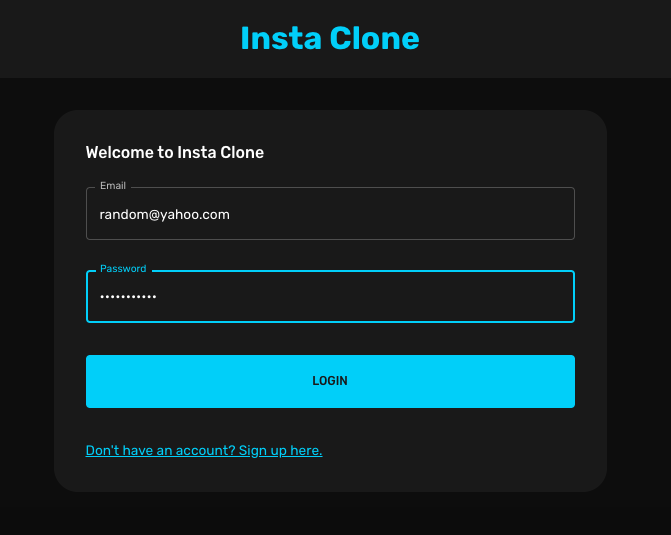 Insta Clone
Welcome to Insta Clone
Email
random@yahoo.com
Password
•••••••••••
LOGIN
Don't have an account? Sign up here.